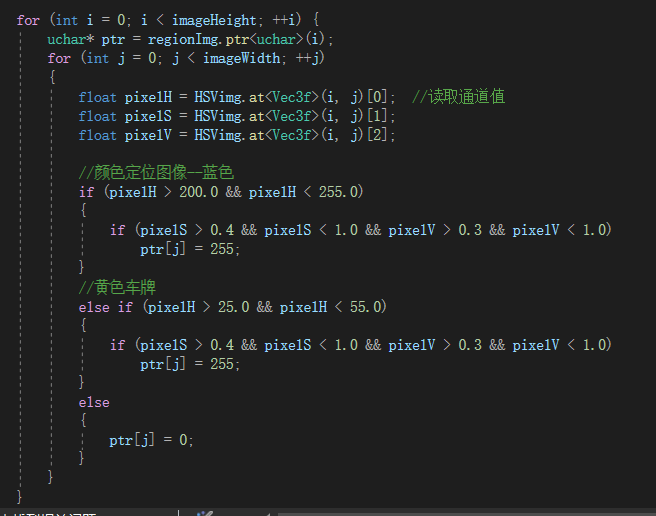 for (int i = 0; i < imageHeight; ++i) {
uchar* ptr = regionImg.ptr<uchar>(i);
for (int j = 0; j < imageWidth; ++j)
{
float pixelH = HSVimg.at<Vec3f>(i, j)[0];  //读取通道值
float pixelS = HSVimg.at<Vec3f>(i, j)[1];
float pixelV = HSVimg.at<Vec3f>(i, j)[2];
//颜色定位图像--蓝色
if (pixelH > 200.0 && pixelH < 255.0)
{
if (pixelS > 0.4 && pixelS < 1.0 && pixelV > 0.3 && pixelV < 1.0)
ptr[j] = 255;
}
//黄色车牌
else if (pixelH > 25.0 && pixelH < 55.0)
{
if (pixelS > 0.4 && pixelS < 1.0 && pixelV > 0.3 && pixelV < 1.0)
ptr[j] = 255;
}
else
{
ptr[j] = 0;
}
}
}